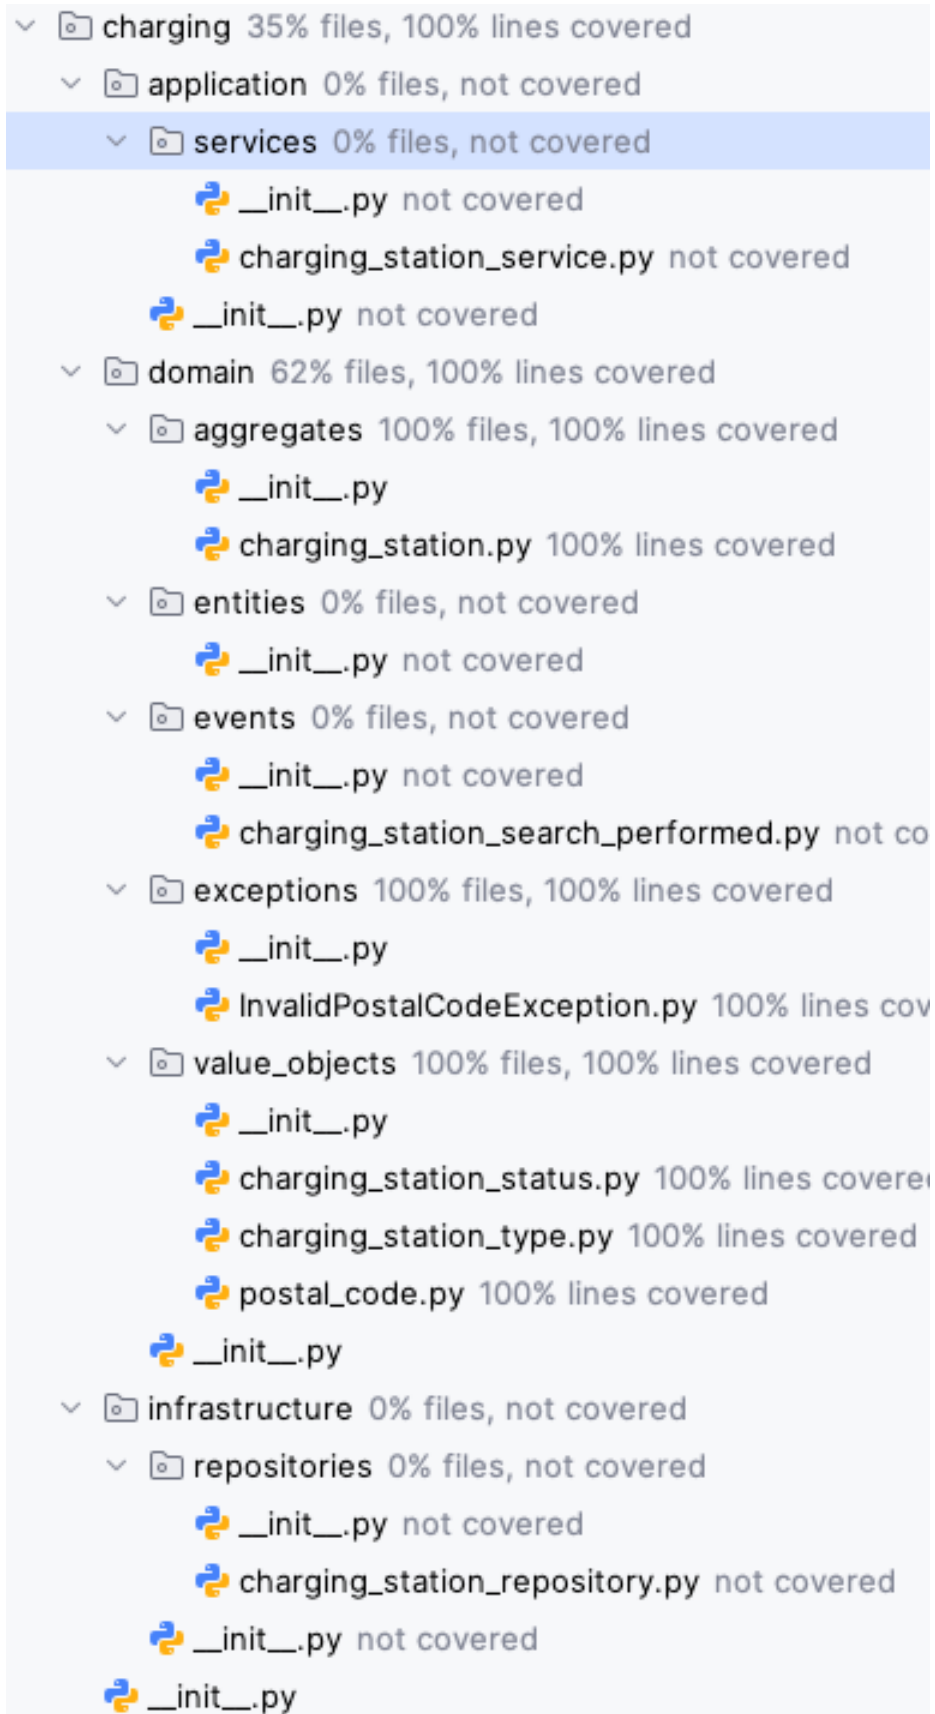 charging 35% files, 100% lines covered
application 0% files, not covered
services 0% files, not covered
__init__.py not covered
charging_station_service.py not covered
__init__.py not covered
domain 62% files, 100% lines covered
aggregates 100% files, 100% lines covered
__init__.py
charging_station.py 100% lines covered
entities 0% files, not covered
__init__.py not covered
events 0% files, not covered
__init__.py not covered
charging_station_search_performed.py not co
exceptions 100% files, 100% lines covered
__init__.py
InvalidPostalCodeException.py 100% lines cov
value_objects 100% files, 100% lines covered
__init__.py
charging_station_status.py 100% lines covered
charging_station_type.py 100% lines covered
postal_code.py 100% lines covered
__init__.py
infrastructure 0% files, not covered
repositories 0% files, not covered
__init__.py not covered
charging_station_repository.py not covered
__init__.py not covered
__init__.py